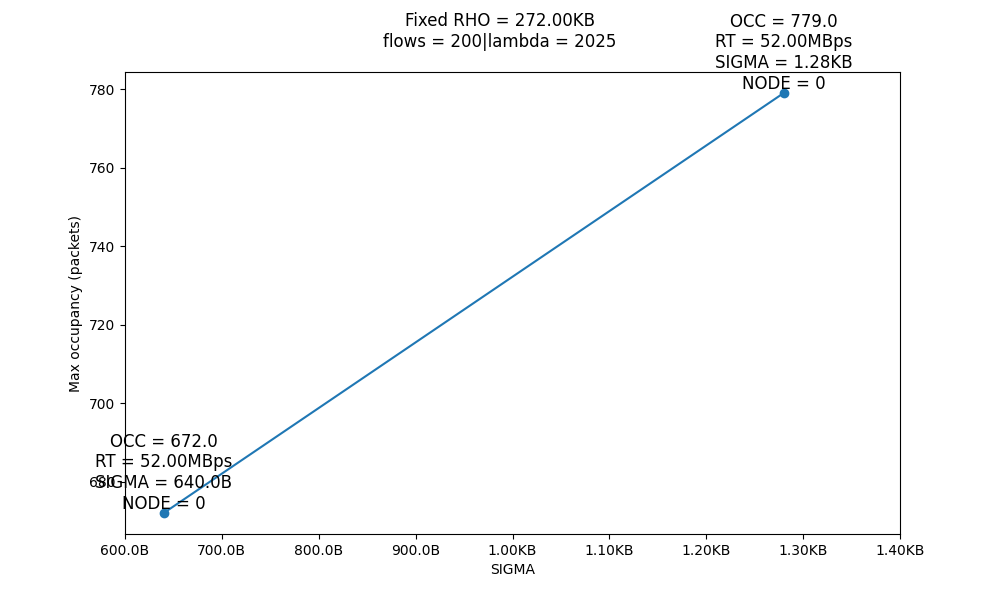 Fixed RHO = 272.00KB
flows = 200|lambda = 2025
OCC = 779.0
RT = 52.00MBps
SIGMA = 1.28KB
NODE = 0
780
760
740
720
700
680
Max occupancy (packets)
OCC = 672.0
RT = 52.00MBps
SIGMA = 640.0B
NODE = 0
600.0B 700.0B 800.0B 900.0B 1.00KB 1.10KB 1.20KB 1.30KB 1.40KB
SIGMA